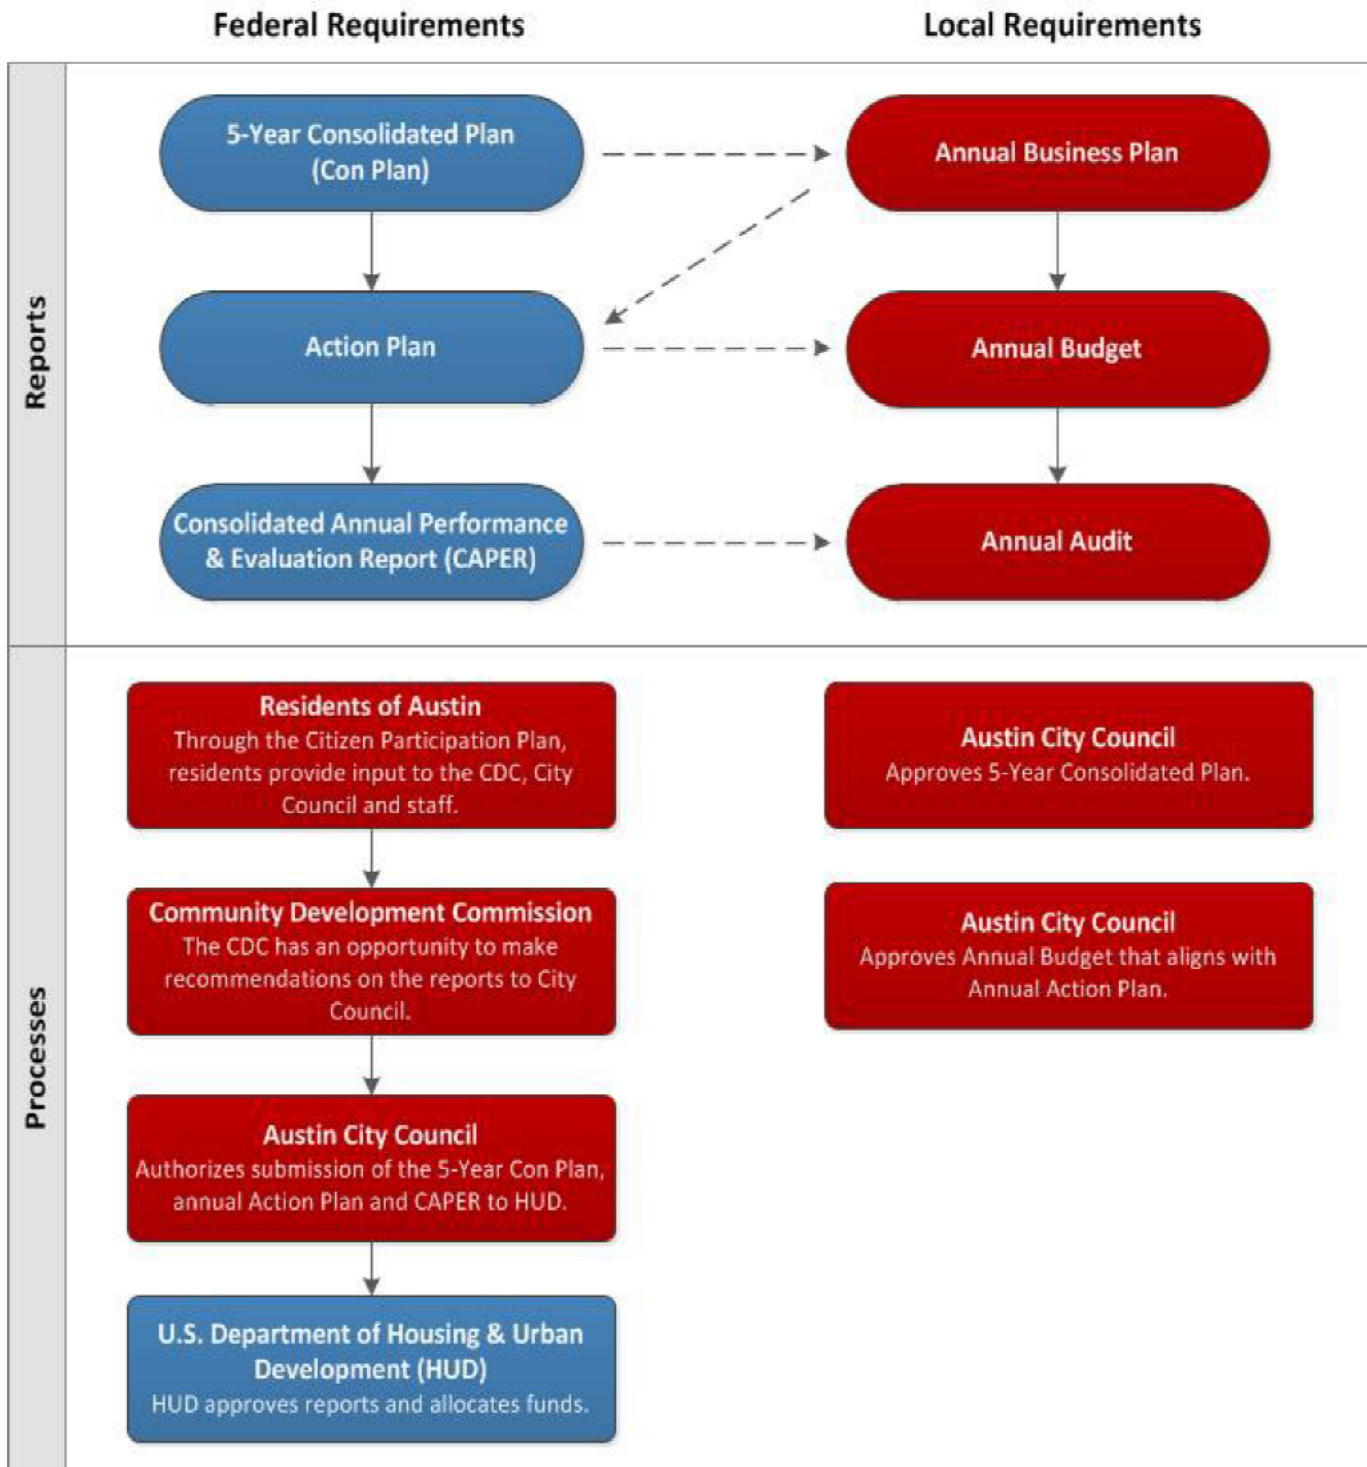 Federal Requirements
Local Requirements
Reports
5-Year Consolidated Plan
(Con Plan)
Annual Business Plan
Action Plan
Annual Budget
Consolidated Annual Performance
& Evaluation Report (CAPER)
Annual Audit
Processes
Residents of Austin
Through the Citizen Participation Plan,
residents provide input to the CDC, City
Council and staff.
Austin City Council
Approves 5-Year Consolidated Plan.
Community Development Commission
The CDC has an opportunity to make
recommendations on the reports to City
Council.
Austin City Council
Approves Annual Budget that aligns with
Annual Action Plan.
Austin City Council
Authorizes submission of the 5-Year Con Plan,
annual Action Plan and CAPER to HUD.
U.S. Department of Housing & Urban
Development (HUD)
HUD approves reports and allocates funds.